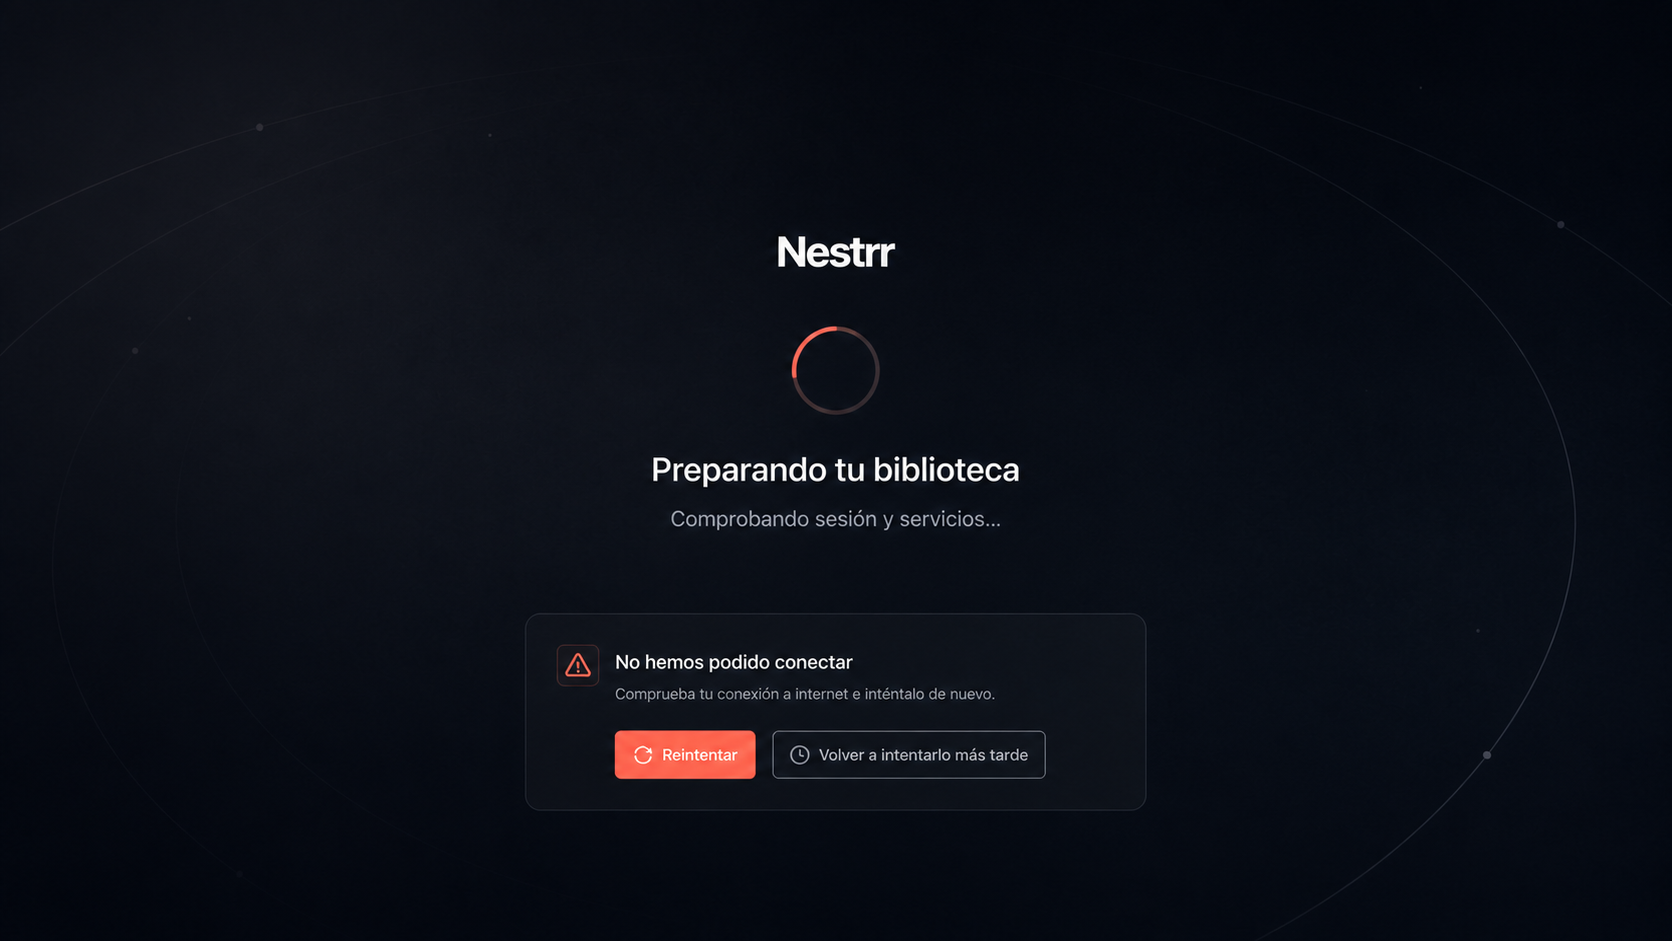 Nestrr
Preparando tu biblioteca
Comprobando sesión y servicios...
No hemos podido conectar
Comprueba tu conexión a internet e inténtalo de nuevo.
Reintentar
Volver a intentarlo más tarde